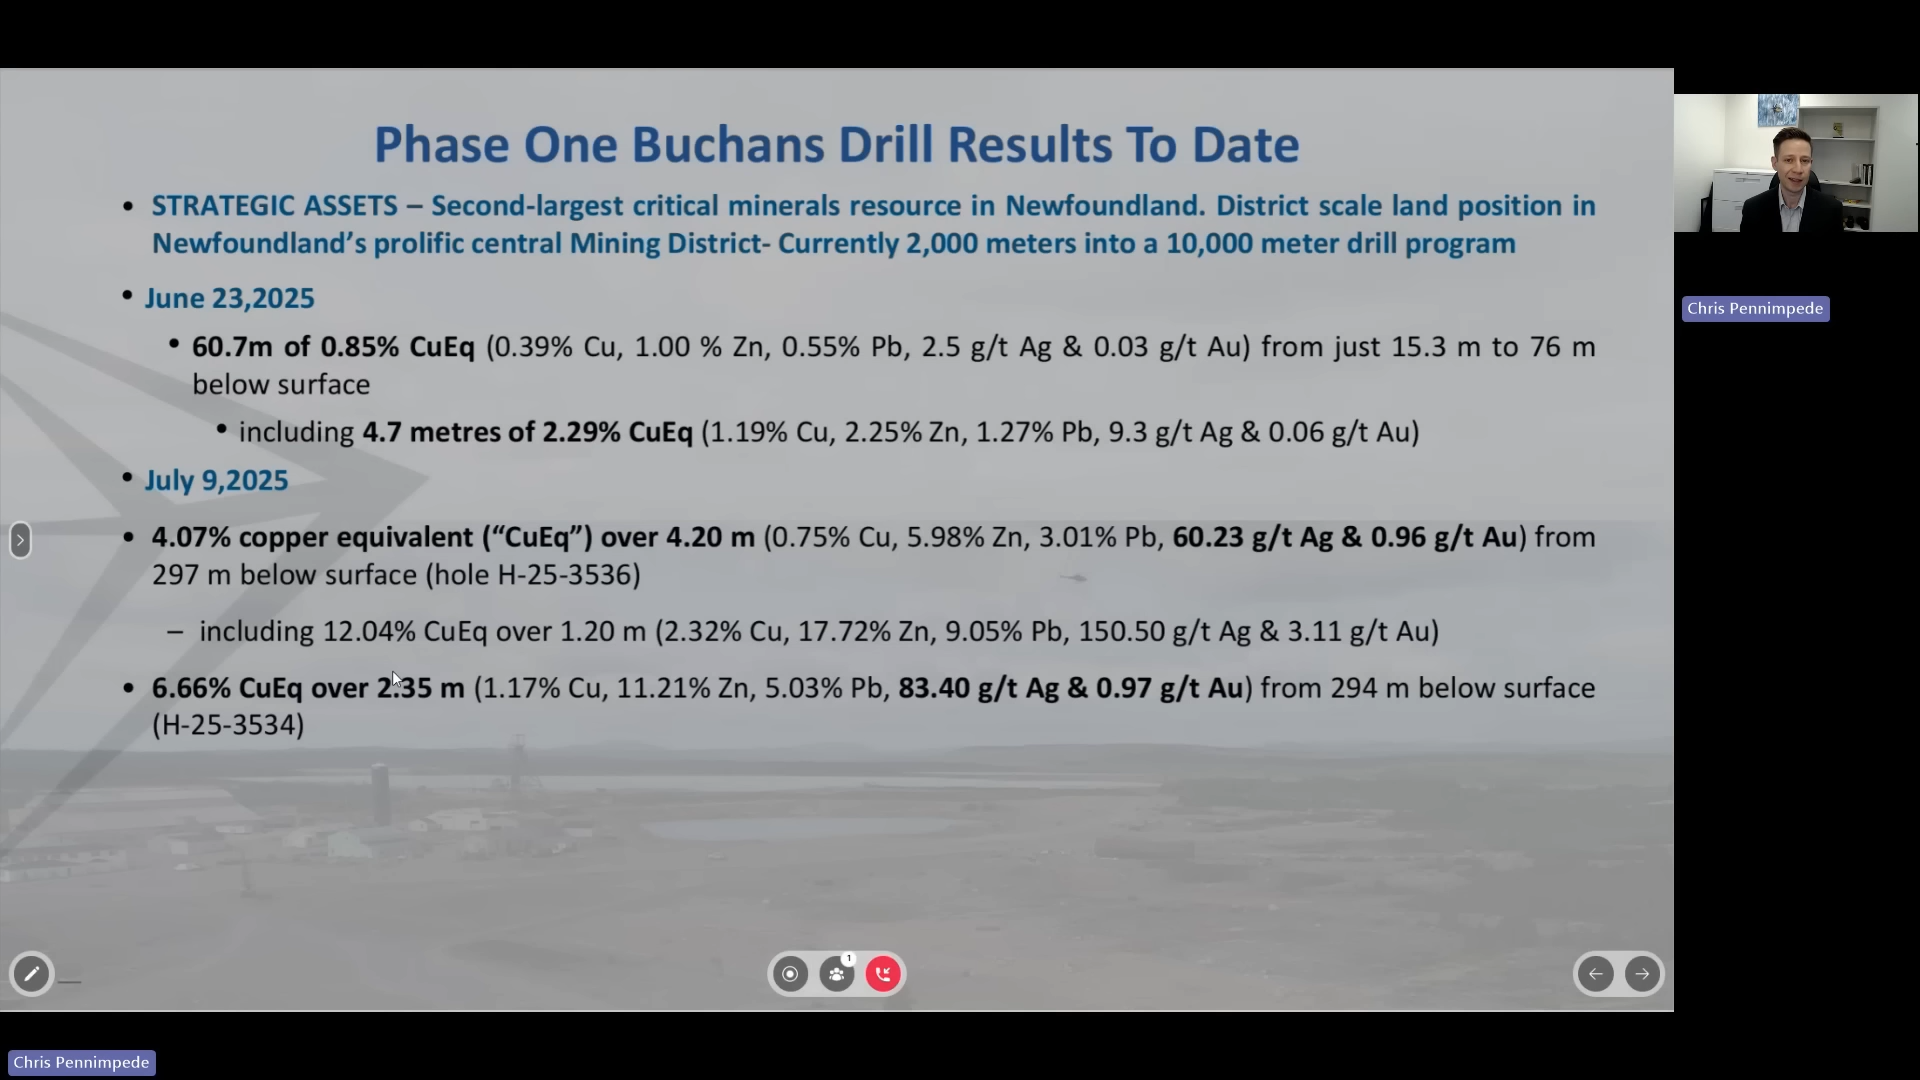 Phase One Buchans Drill Results To Date
• STRATEGIC ASSETS – Second-largest critical minerals resource in Newfoundland. District scale land position in
Newfoundland’s prolific central Mining District- Currently 2,000 meters into a 10,000 meter drill program
• June 23,2025
• 60.7m of 0.85% CuEq (0.39% Cu, 1.00 % Zn, 0.55% Pb, 2.5 g/t Ag & 0.03 g/t Au) from just 15.3 m to 76 m
below surface
• including 4.7 metres of 2.29% CuEq (1.19% Cu, 2.25% Zn, 1.27% Pb, 9.3 g/t Ag & 0.06 g/t Au)
• July 9,2025
• 4.07% copper equivalent (“CuEq”) over 4.20 m (0.75% Cu, 5.98% Zn, 3.01% Pb, 60.23 g/t Ag & 0.96 g/t Au) from
297 m below surface (hole H-25-3536)
– including 12.04% CuEq over 1.20 m (2.32% Cu, 17.72% Zn, 9.05% Pb, 150.50 g/t Ag & 3.11 g/t Au)
• 6.66% CuEq over 2.35 m (1.17% Cu, 11.21% Zn, 5.03% Pb, 83.40 g/t Ag & 0.97 g/t Au) from 294 m below surface
(H-25-3534)
1
Chris Pennimpede
Chris Pennimpede